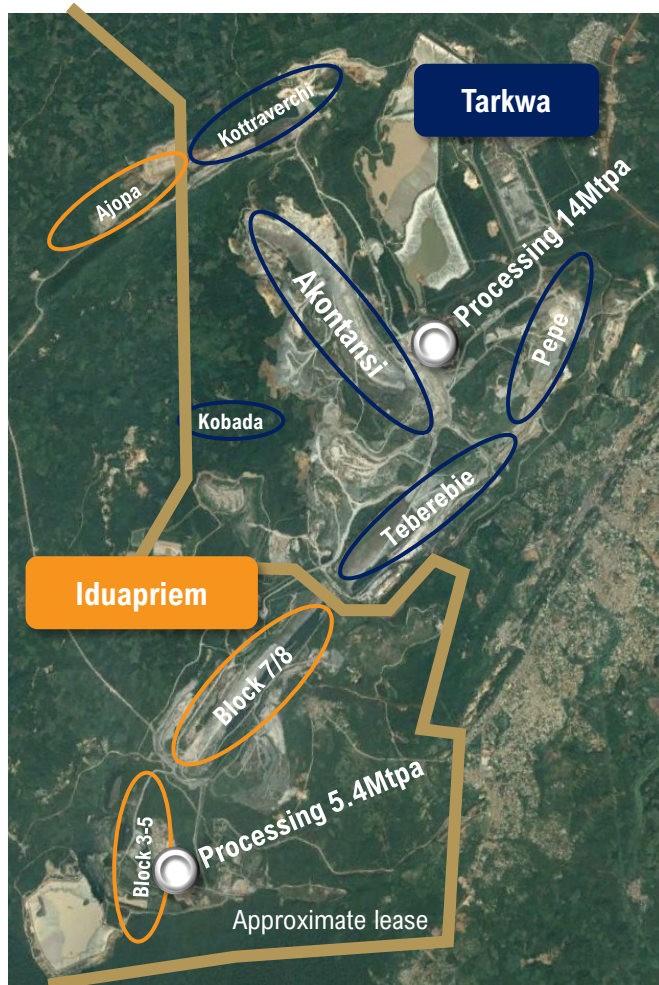 Tarkwa
Kottraverchi
Ajopa
Processing 14Mtpa
Akontansi
Pepe
Kobada
Teberebie
Iduapriem
Block 7/8
Processing 5.4Mtpa
Block 3-5
Approximate lease